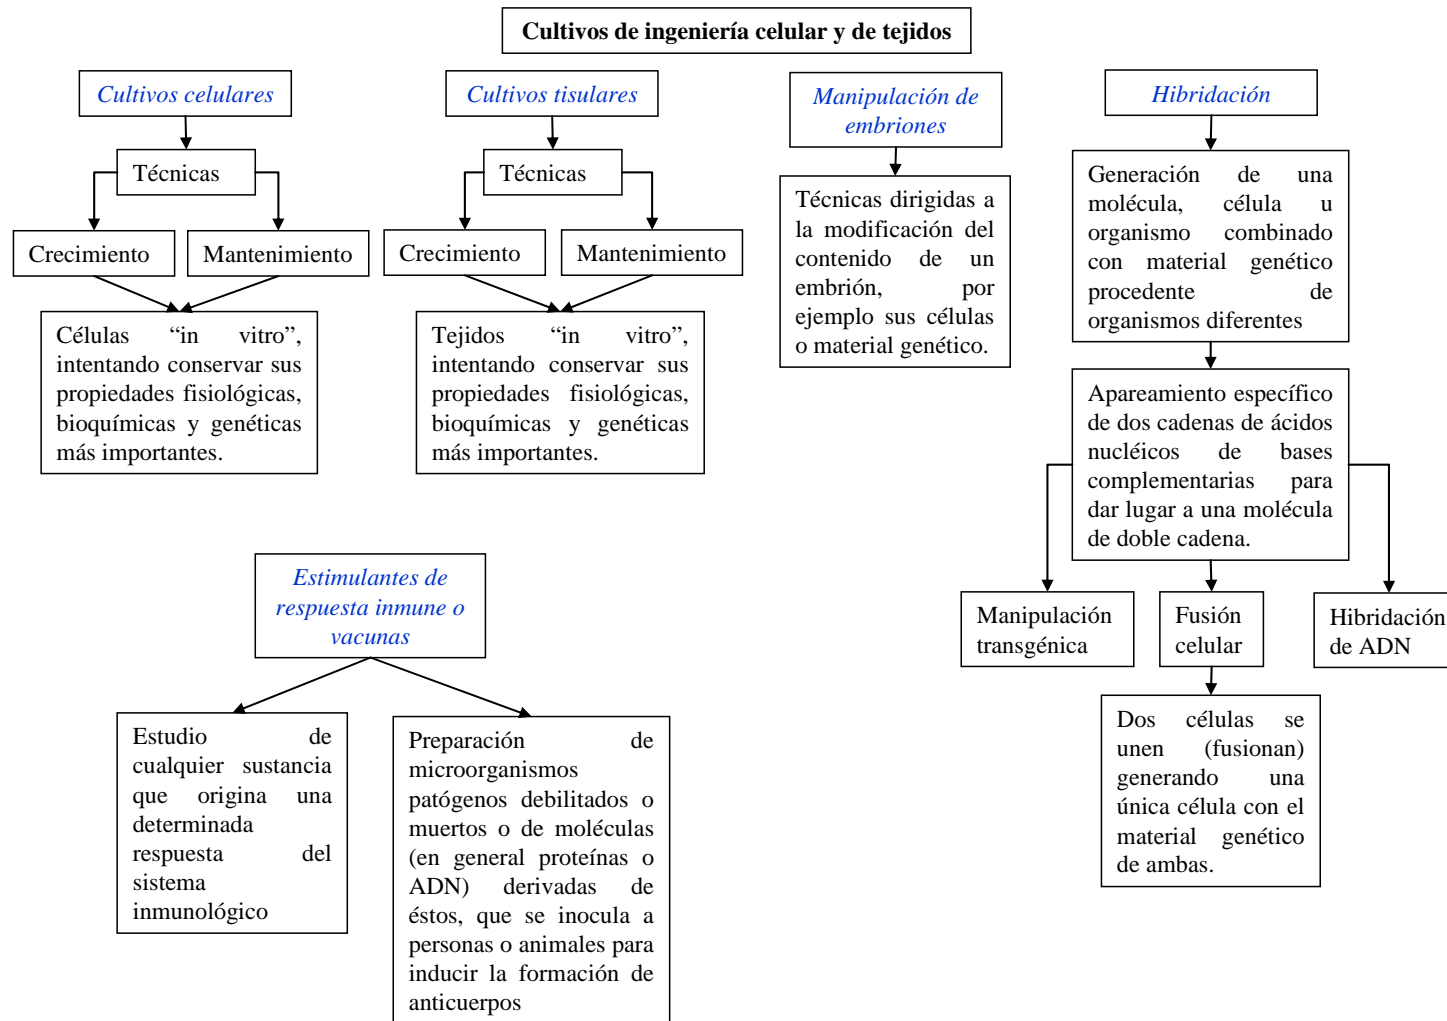 Cultivos de ingeniería celular y de tejidos
Cultivos celulares
Técnicas
Crecimiento
Mantenimiento
Células “in vitro”,
intentando conservar sus
propiedades fisiológicas,
bioquímicas y genéticas
más importantes.
Cultivos tisulares
Técnicas
Crecimiento
Mantenimiento
Tejidos “in vitro”,
intentando conservar sus
propiedades fisiológicas,
bioquímicas y genéticas
más importantes.
Manipulación de
embriones
Técnicas dirigidas a
la modificación del
contenido de un
embrión, por
ejemplo sus células
o material genético.
Hibridación
Generación de una
molécula, célula u
organismo combinado
con material genético
procedente de
organismos diferentes
Apareamiento específico
de dos cadenas de ácidos
nucléicos de bases
complementarias para
dar lugar a una molécula
de doble cadena.
Manipulación
transgénica
Fusión
celular
Hibridación
de ADN
Dos células se
unen (fusionan)
generando una
única célula con el
material genético
de ambas.
Estimulantes de
respuesta inmune o
vacunas
Estudio de
cualquier sustancia
que origina una
determinada
respuesta del
sistema
inmunológico
Preparación de
microorganismos
patógenos debilitados o
muertos o de moléculas
(en general proteínas o
ADN) derivadas de
éstos, que se inocula a
personas o animales para
inducir la formación de
anticuerpos